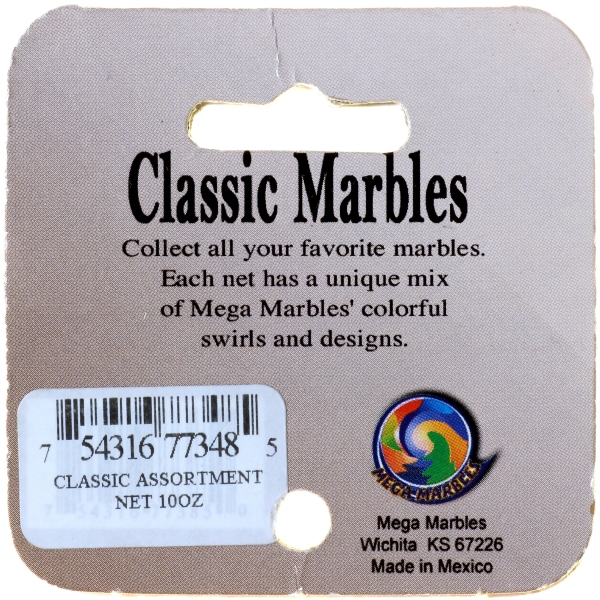 Classic Marbles
Collect all your favorite marbles.
Each net has a unique mix
of Mega Marbles' colorful
swirls and designs.
7 54316 77348 5
CLASSIC ASSORTMENT
NET 10OZ
MEGA-MARBLES
Mega Marbles
Wichita KS 67226
Made in Mexico